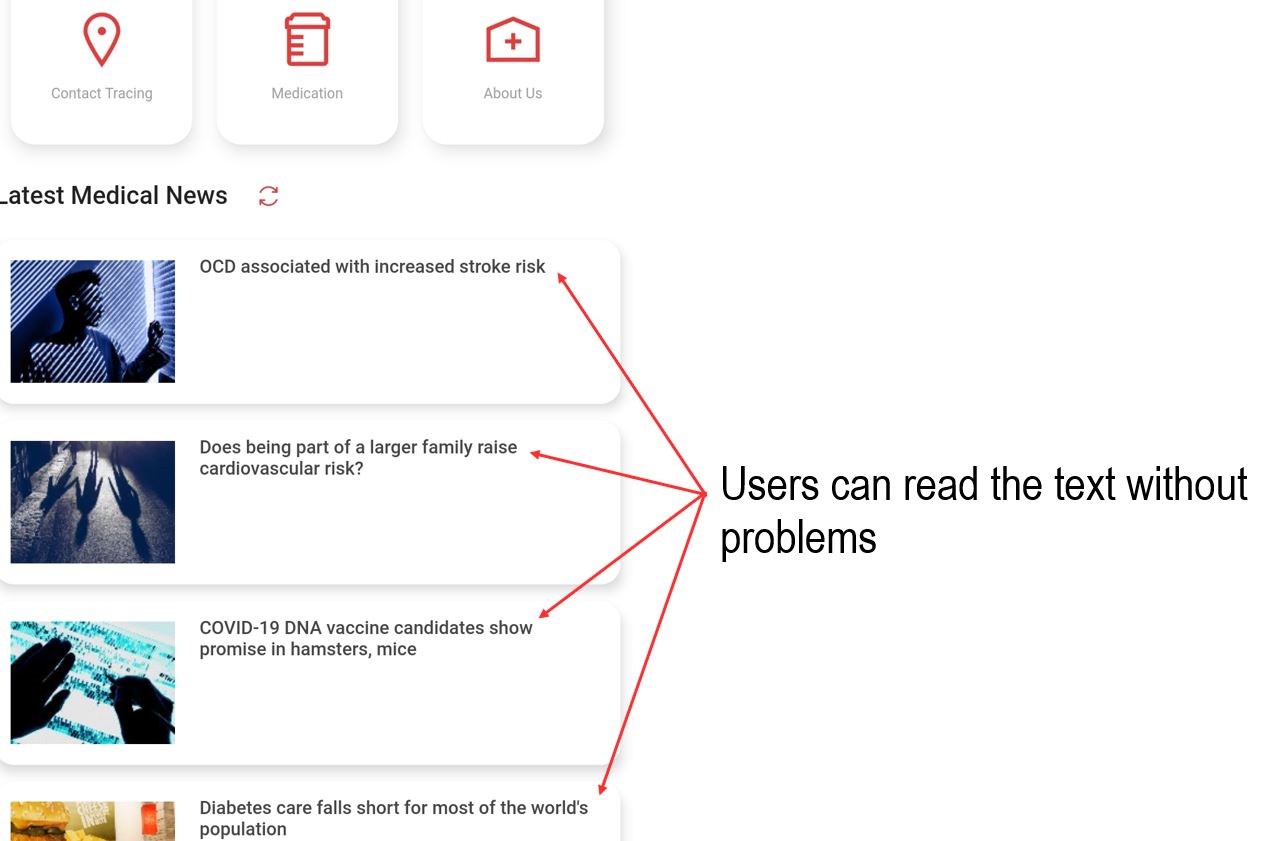 Contact Tracing
Medication
About Us
Latest Medical News
OCD associated with increased stroke risk
Does being part of a larger family raise
cardiovascular risk?
Users can read the text without
problems
COVID-19 DNA vaccine candidates show
promise in hamsters, mice
Diabetes care falls short for most of the world's
population